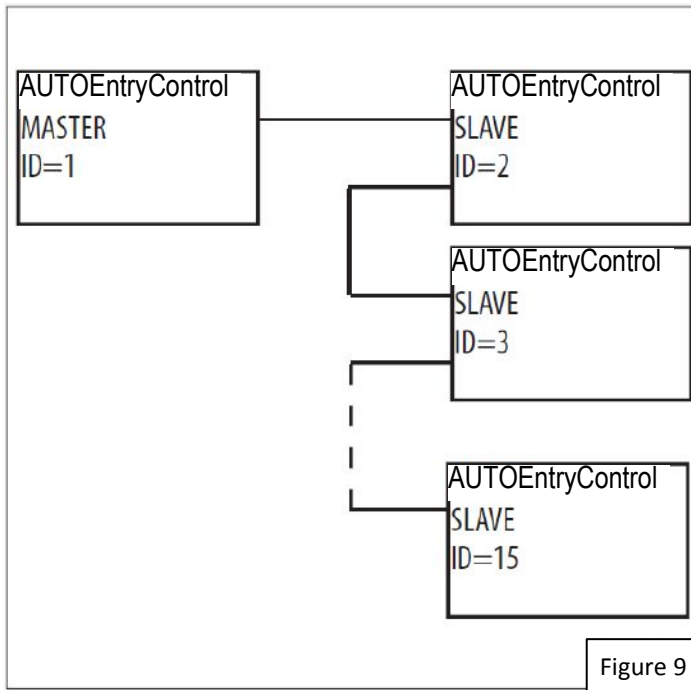 AUTOEntryControl
MASTER
ID=1
AUTOEntryControl
SLAVE
ID=2
AUTOEntryControl
SLAVE
ID=3
AUTOEntryControl
SLAVE
ID=15
Figure 9